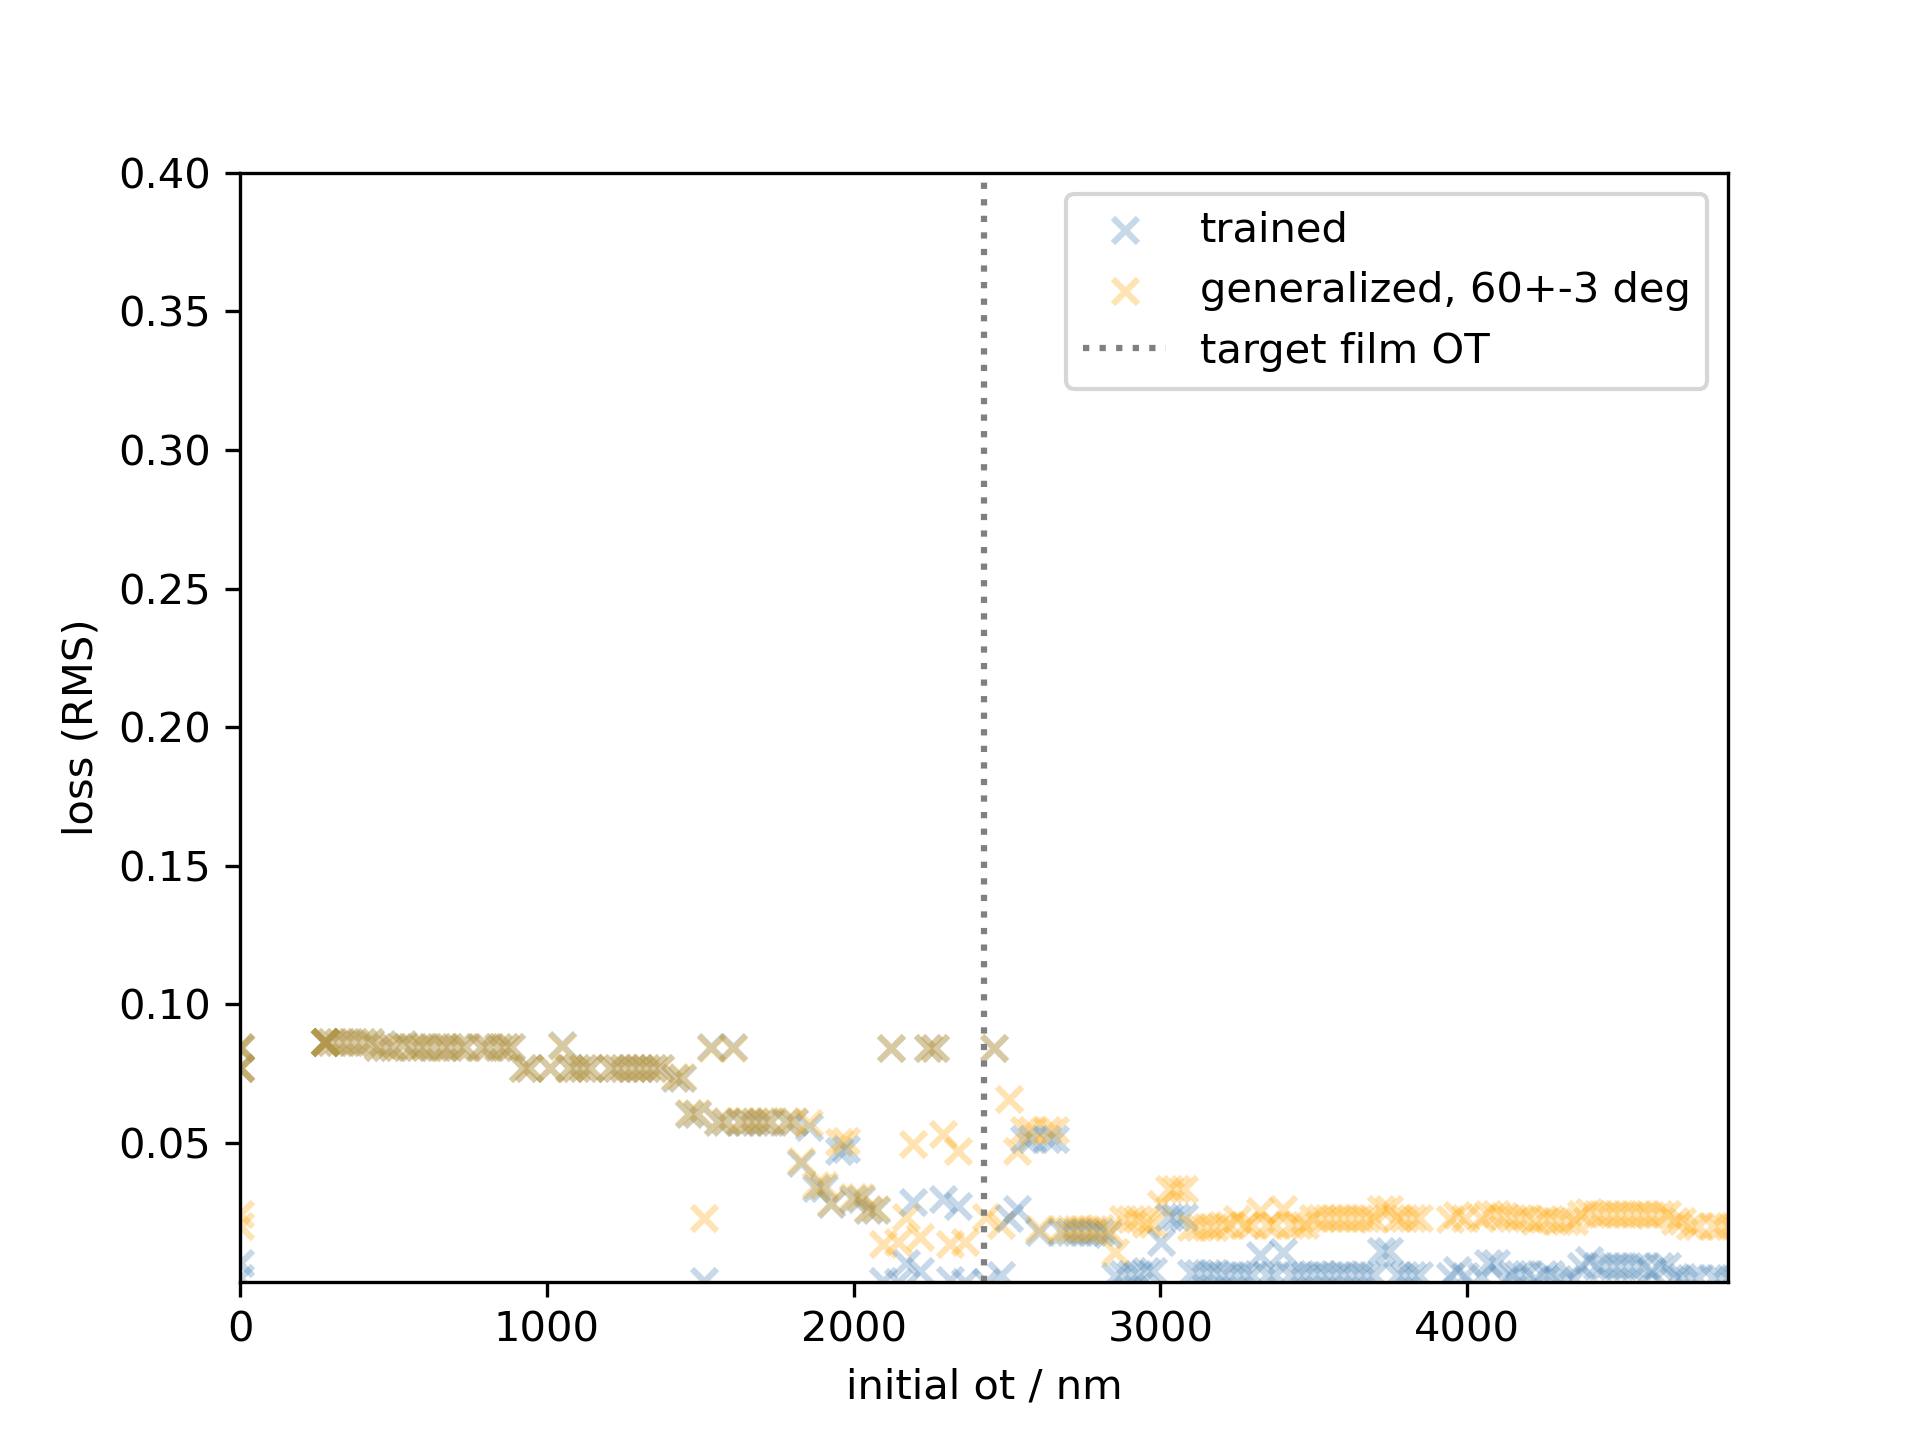 0.40
0.35
0.30
0.25
0.20
0.15
0.10
0.05
loss (RMS)
trained
generalized, 60+-3 deg
target film OT
0 1000 2000 3000 4000
initial ot / nm